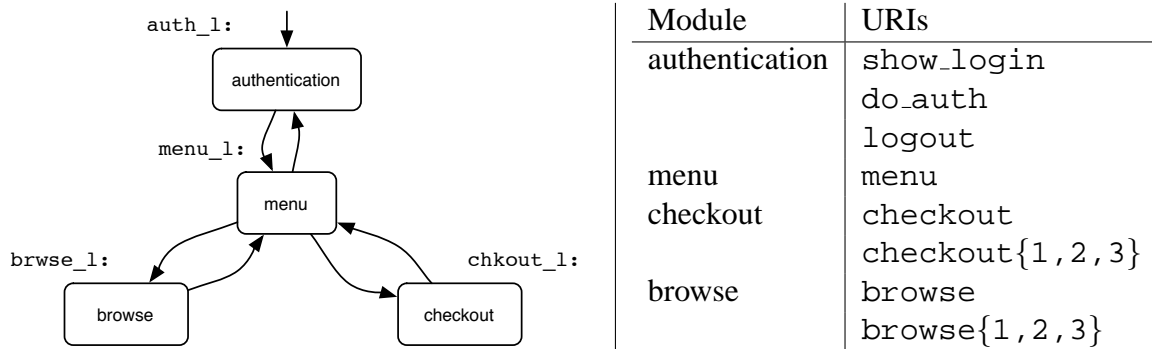 auth_l:
authentication
menu_l:
menu
brwse_l:
chkout_l:
browse
checkout
Module URIs
authentication show_login
do_auth
logout
menu menu
checkout checkout
checkout{1,2,3}
browse browse
browse{1,2,3}